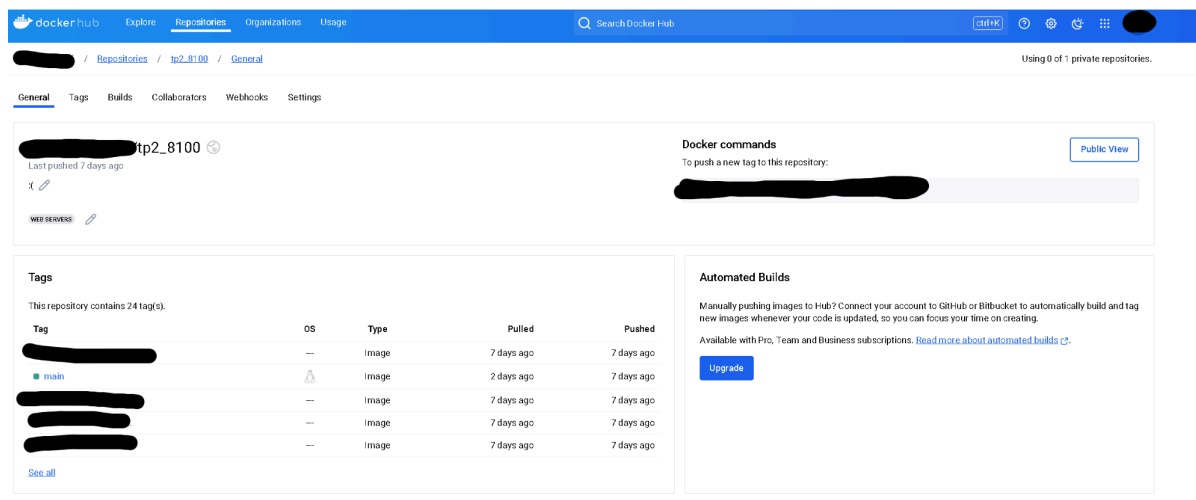 dockerhub Explore Repositories Organizations Usage Search Docker Hub ctrl+K
/ Repositories / tp2_8100 / General Using 0 of 1 private repositories.
General Tags Builds Collaborators Webhooks Settings
/tp2_8100
Last pushed 7 days ago
:(
WEB SERVERS
Docker commands
Public View
To push a new tag to this repository:
Tags
This repository contains 24 tag(s).
Tag OS Type Pulled Pushed
--- Image 7 days ago 7 days ago
main Image 2 days ago 7 days ago
--- Image 7 days ago 7 days ago
--- Image 7 days ago 7 days ago
--- Image 7 days ago 7 days ago
See all
Automated Builds
Manually pushing images to Hub? Connect your account to GitHub or Bitbucket to automatically build and tag
new images whenever your code is updated, so you can focus your time on creating.
Available with Pro, Team and Business subscriptions. Read more about automated builds.
Upgrade